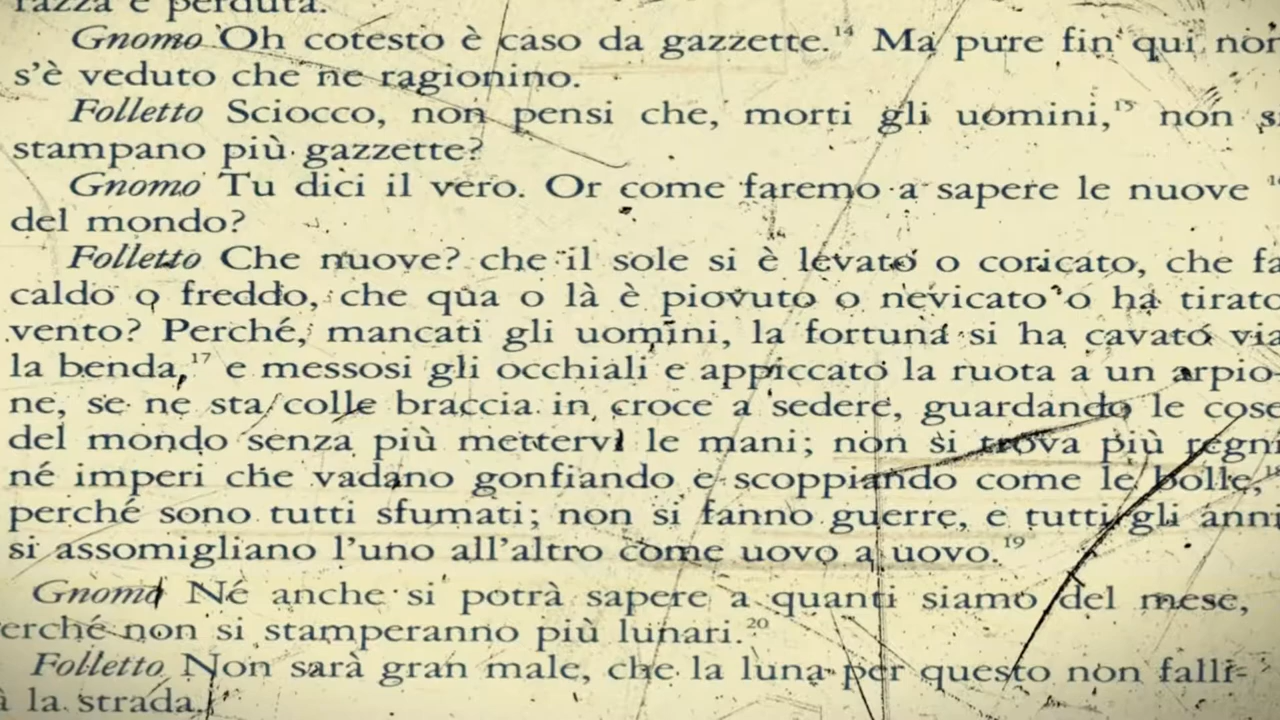 razza è perduta.
Gnomo Oh cotesto è caso da gazzette.14 Ma pure fin qui non
s'è veduto che ne ragionino.
Folletto Sciocco, non pensi che, morti gli uomini,15 non si
stampano più gazzette?
Gnomo Tu dici il vero. Or come faremo a sapere le nuove 16
del mondo?
Folletto Che nuove? che il sole si è levato o coricato, che fa
caldo o freddo, che qua o là è piovuto o nevicato o ha tirato
vento? Perché, mancati gli uomini, la fortuna si ha cavato via
la benda,17 e messosi gli occhiali e appiccato la ruota a un arpio-
ne, se ne sta colle braccia in croce a sedere, guardando le cose
del mondo senza più mettervi le mani; non si trova più regni
né imperi che vadano gonfiando e scoppiando come le bolle,18
perché sono tutti sfumati; non si fanno guerre, e tutti gli anni
si assomigliano l'uno all'altro come uovo a uovo.19
Gnomo Né anche si potrà sapere a quanti siamo del mese,
erché non si stamperanno più lunari.20
Folletto Non sarà gran male, che la luna per questo non falli-
à la strada.